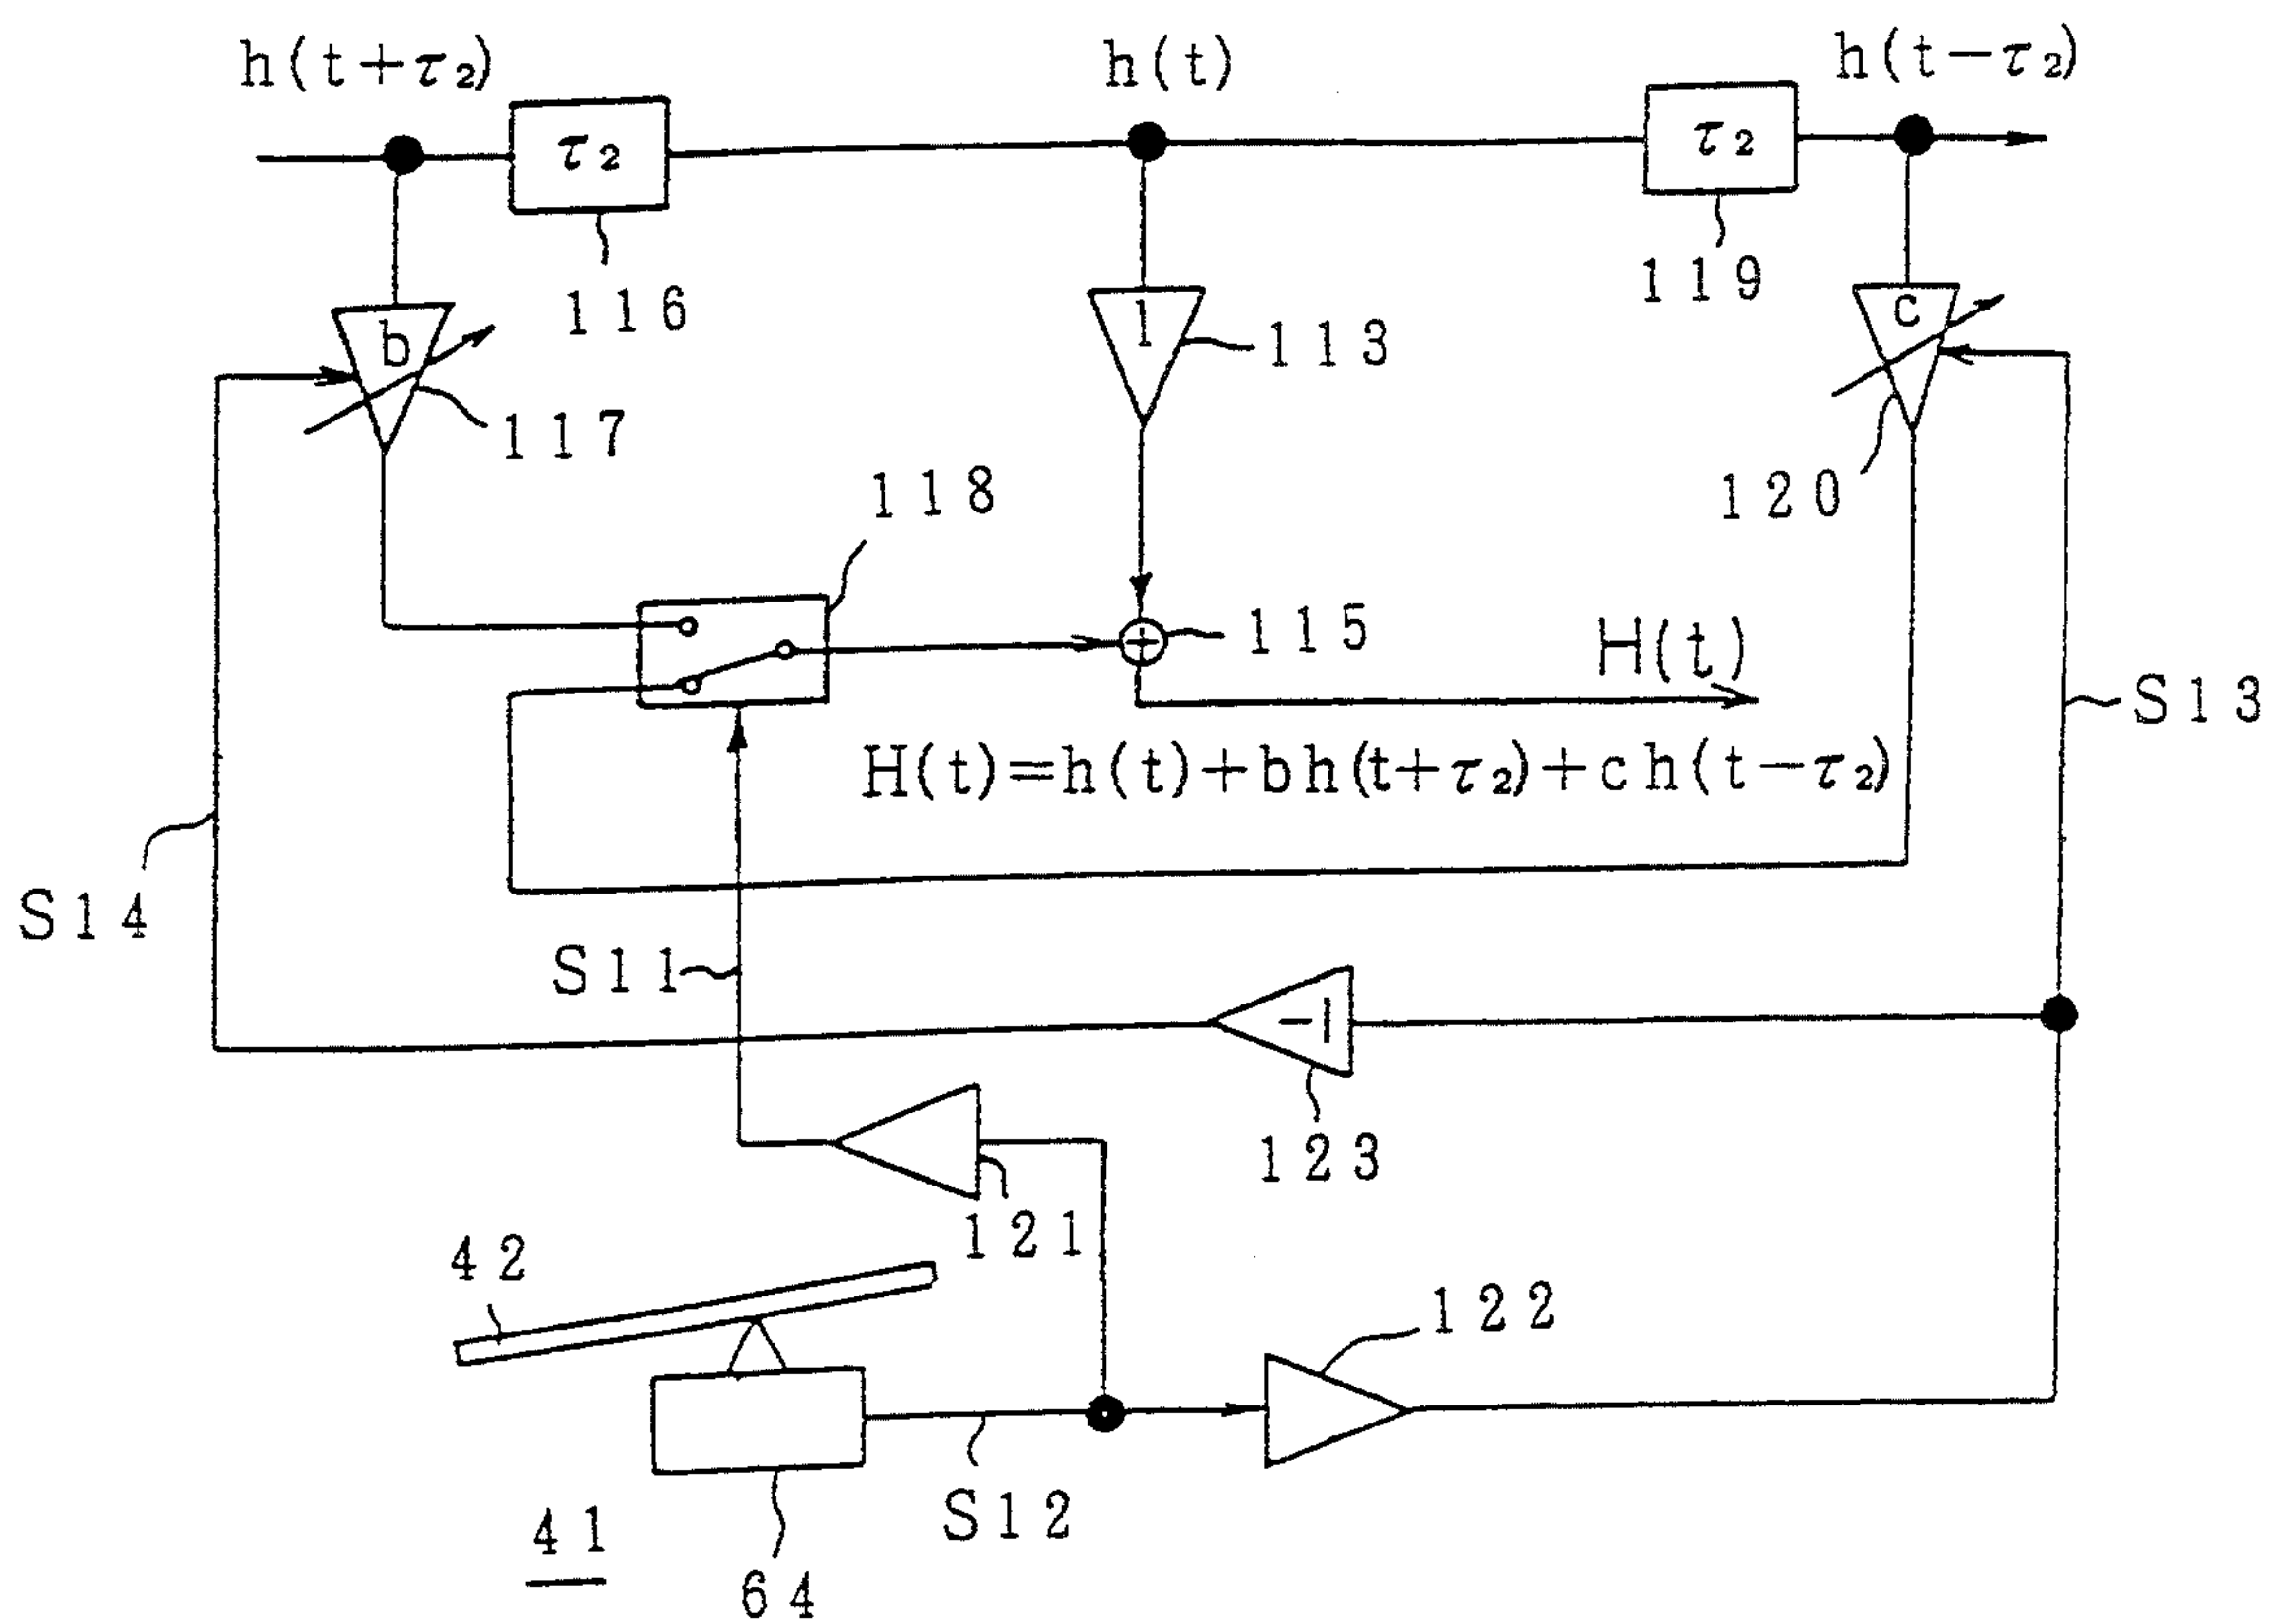 h(t+τ₂)
h(t)
h(t-τ₂)
τ₂
τ₂
116
119
b
1
c
113
117
120
118
115
H(t)
S13
H(t)=h(t)+bh(t+τ₂)+ch(t-τ₂)
S14
S11
-1
123
121
42
122
S12
41
64